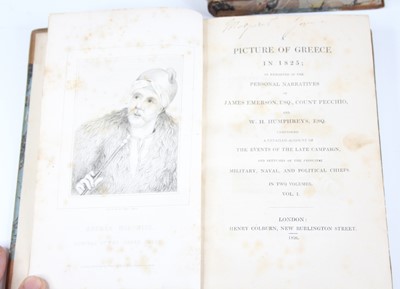 A
PICTURE OF GREECE
IN 1825;
AS EXHIBITED IN THE
PERSONAL NARRATIVES
OF
JAMES EMERSON, ESQ., COUNT PECCHIO,
AND
W. H. HUMPHREYS, ESQ.
COMPRISING
A DETAILED ACCOUNT OF
THE EVENTS OF THE LATE CAMPAIGN,
AND SKETCHES OF THE PRINCIPAL
MILITARY, NAVAL, AND POLITICAL CHIEFS.
IN TWO VOLUMES.
VOL. I.
LONDON:
HENRY COLBURN, NEW BURLINGTON STREET.
1826.